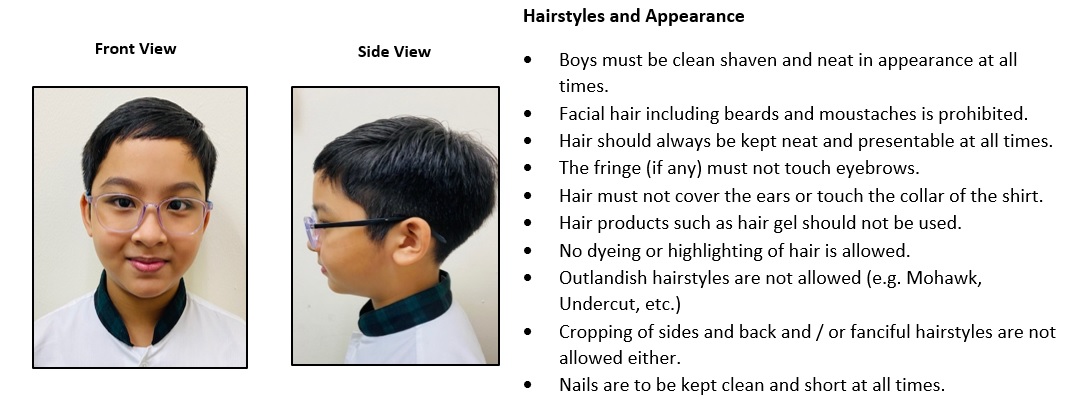 Front View
Side View
Hairstyles and Appearance
• Boys must be clean shaven and neat in appearance at all
times.
• Facial hair including beards and moustaches is prohibited.
• Hair should always be kept neat and presentable at all times.
• The fringe (if any) must not touch eyebrows.
• Hair must not cover the ears or touch the collar of the shirt.
• Hair products such as hair gel should not be used.
• No dyeing or highlighting of hair is allowed.
• Outlandish hairstyles are not allowed (e.g. Mohawk,
Undercut, etc.)
• Cropping of sides and back and / or fanciful hairstyles are not
allowed either.
• Nails are to be kept clean and short at all times.